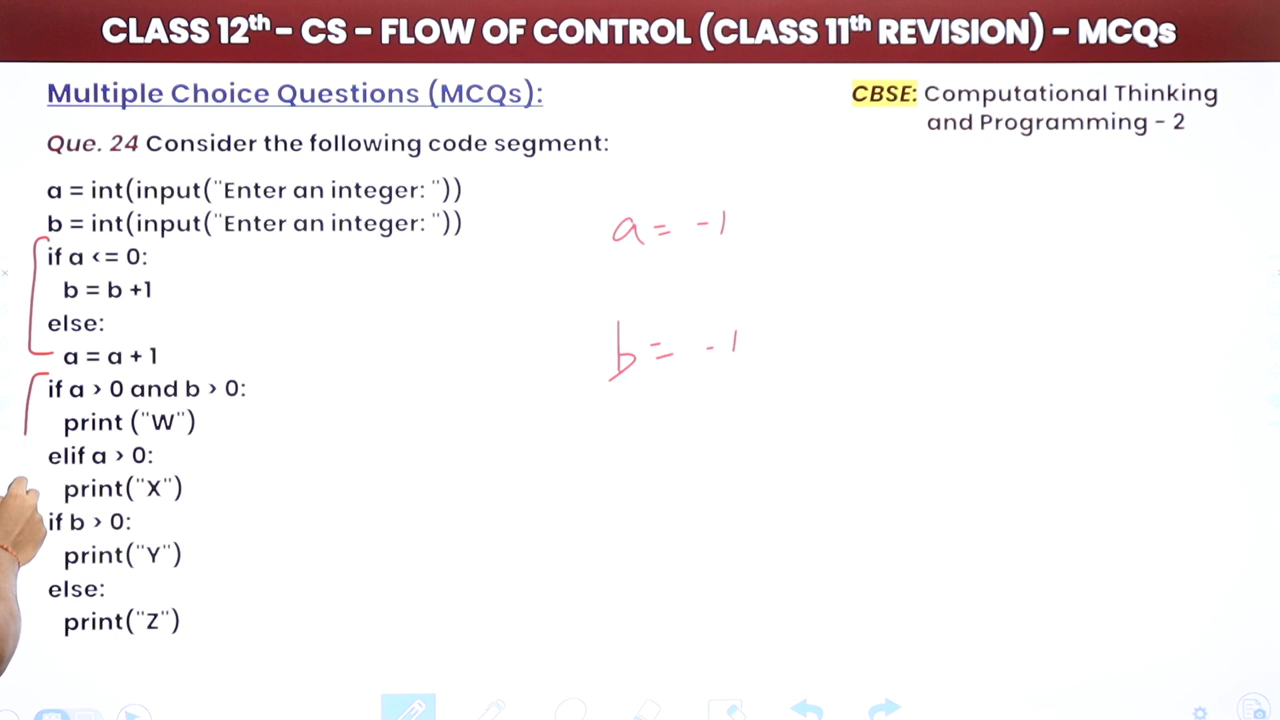 CLASS 12th – CS – FLOW OF CONTROL (CLASS 11th REVISION) – MCQs
Multiple Choice Questions (MCQs):
CBSE: Computational Thinking
and Programming - 2
Que. 24 Consider the following code segment:
a = int(input("Enter an integer: "))
b = int(input("Enter an integer: "))
if a <= 0:
b = b +1
else:
a = a + 1
if a > 0 and b > 0:
print ("W")
elif a > 0:
print("X")
if b > 0:
print("Y")
else:
print("Z")
a = -1
b = -1